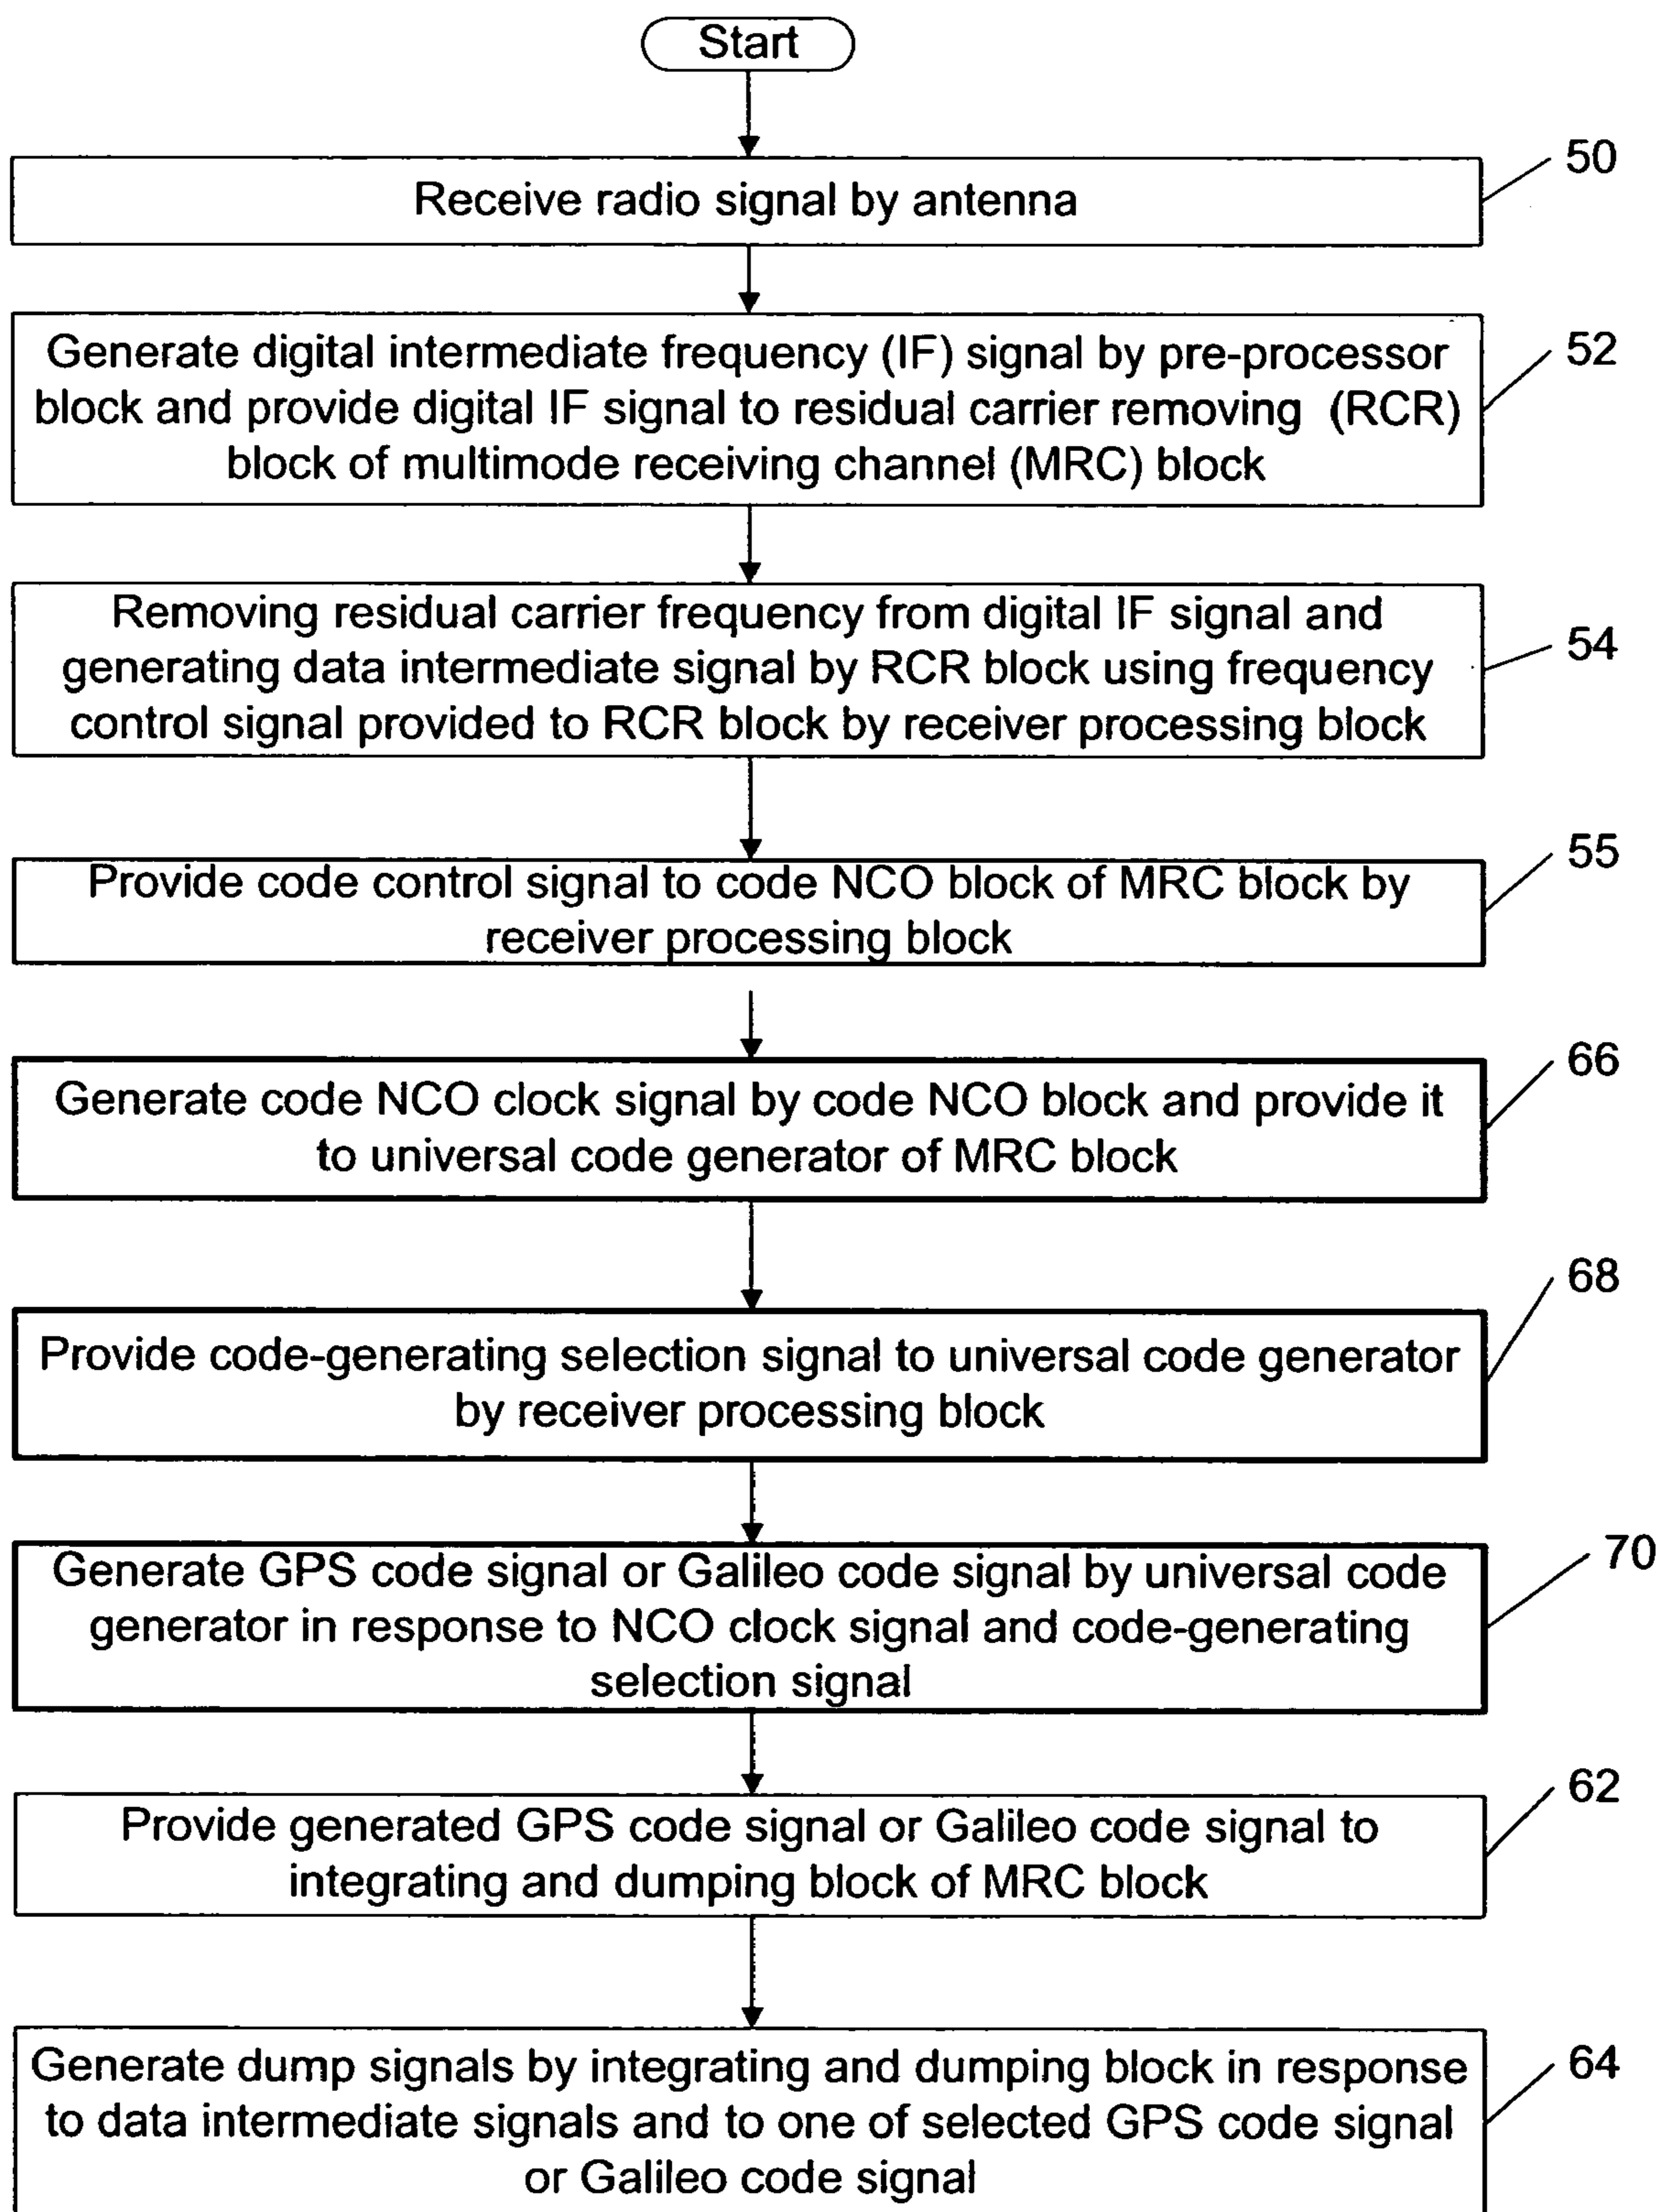 Start
50
Receive radio signal by antenna
52
Generate digital intermediate frequency (IF) signal by pre-processor
block and provide digital IF signal to residual carrier removing (RCR)
block of multimode receiving channel (MRC) block
54
Removing residual carrier frequency from digital IF signal and
generating data intermediate signal by RCR block using frequency
control signal provided to RCR block by receiver processing block
55
Provide code control signal to code NCO block of MRC block by
receiver processing block
66
Generate code NCO clock signal by code NCO block and provide it
to universal code generator of MRC block
68
Provide code-generating selection signal to universal code generator
by receiver processing block
70
Generate GPS code signal or Galileo code signal by universal code
generator in response to NCO clock signal and code-generating
selection signal
62
Provide generated GPS code signal or Galileo code signal to
integrating and dumping block of MRC block
64
Generate dump signals by integrating and dumping block in response
to data intermediate signals and to one of selected GPS code signal
or Galileo code signal